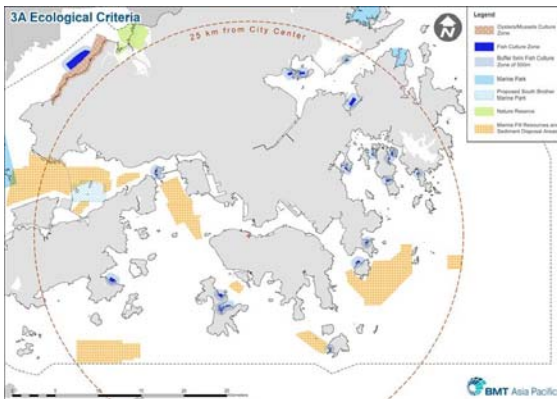 3A Ecological Criteria
25 km from City Center
N
Legend
Oysters/Mussels Culture
Zone
Fish Culture Zone
Buffer form Fish Culture
Zone of 500m
Marine Park
Proposed South Brother
Marine Park
Nature Reserve
Marine Fill Resources and
Sediment Disposal Areas
BMT Asia Pacific